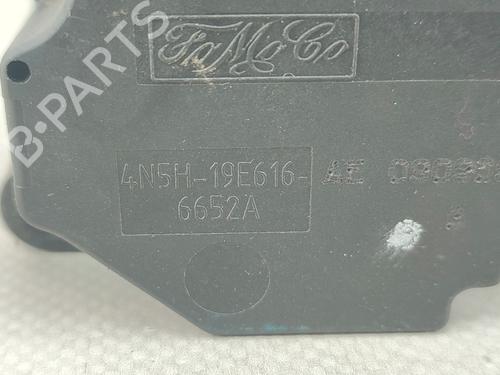 FoMoCo
B-PARTS
4N5H-19E616-
6652A
AE